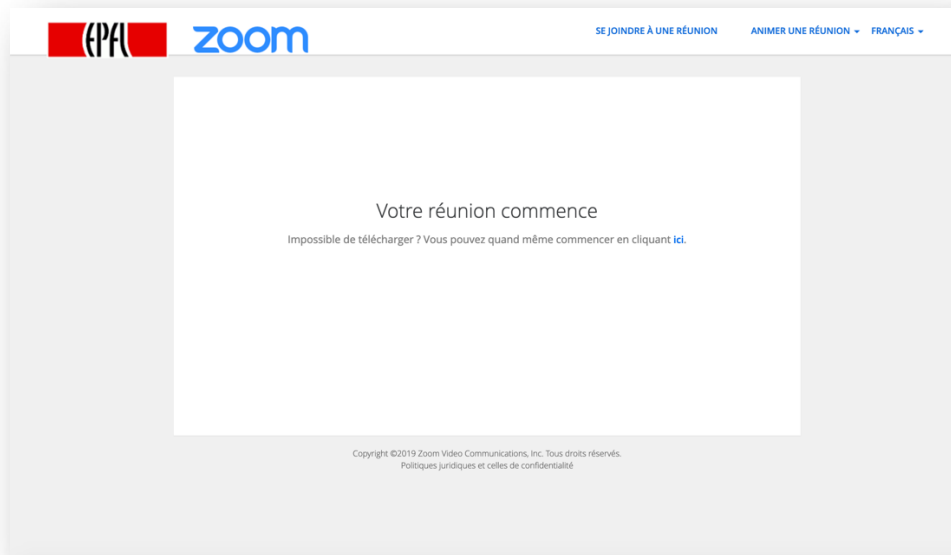 EPFL
zoom
SE JOINDRE À UNE RÉUNION
ANIMER UNE RÉUNION
FRANÇAIS
Votre réunion commence
Impossible de télécharger ? Vous pouvez quand même commencer en cliquant ici.
Copyright ©2019 Zoom Video Communications, Inc. Tous droits réservés.
Politiques juridiques et celles de confidentialité